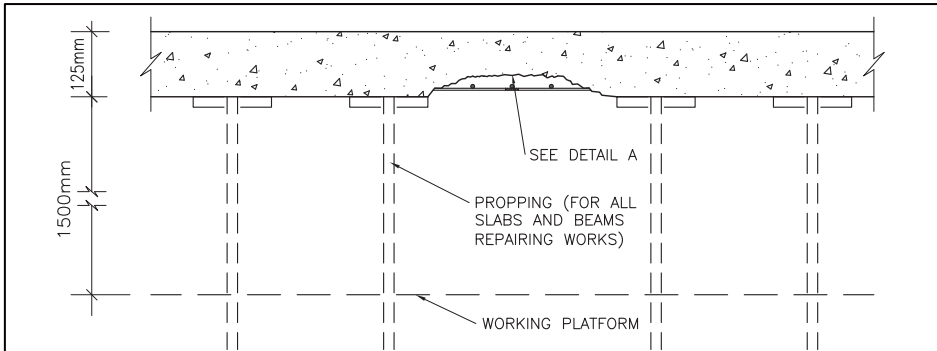 125mm
1500mm
SEE DETAIL A
PROPPING (FOR ALL
SLABS AND BEAMS
REPAIRING WORKS)
WORKING PLATFORM